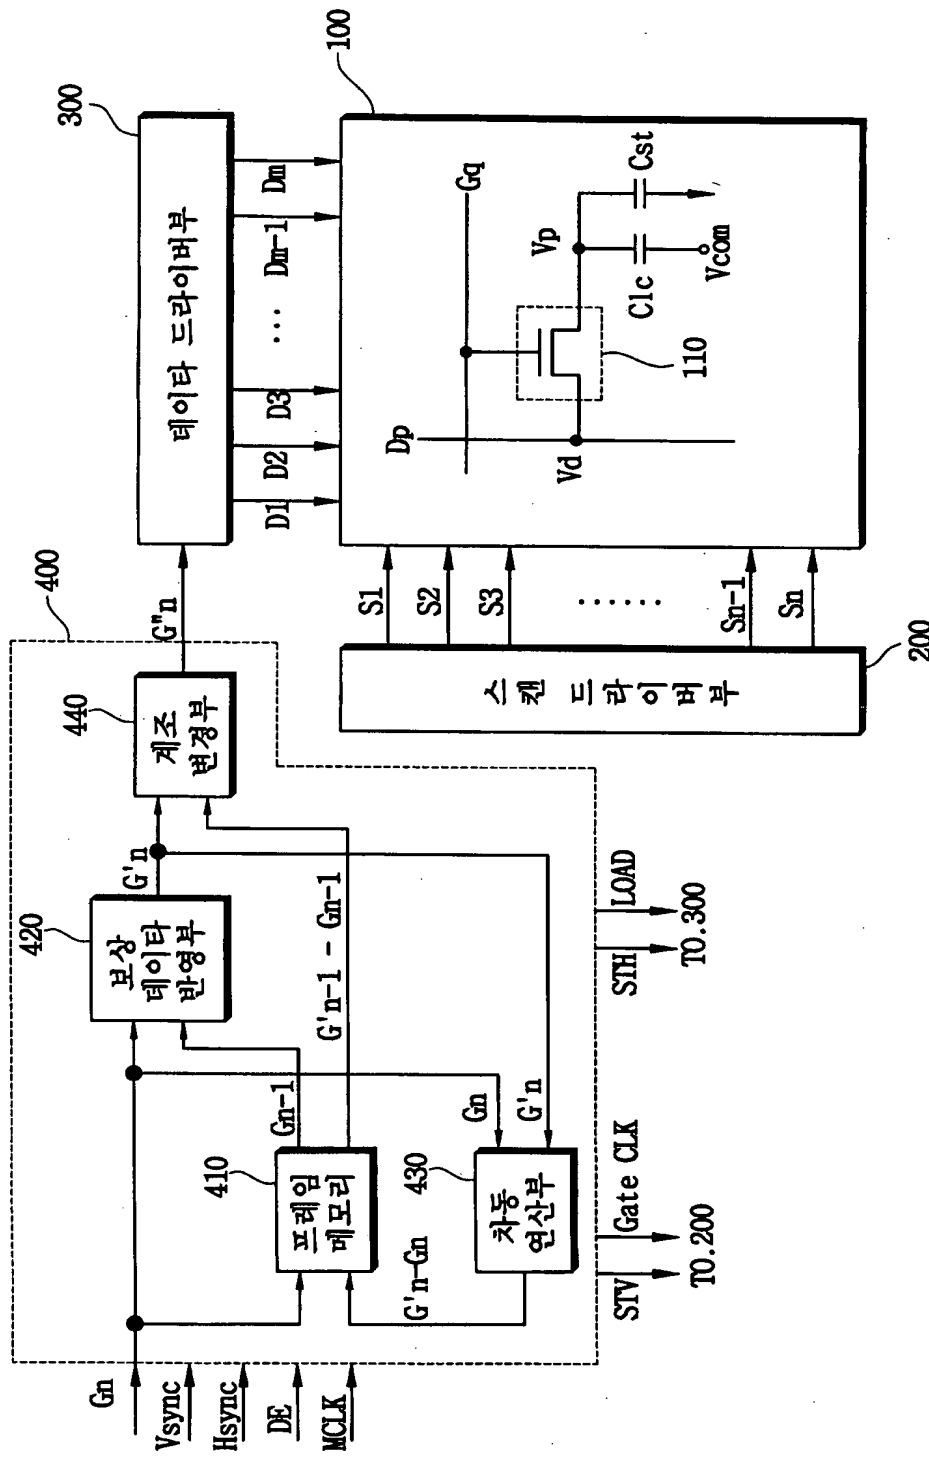 Gn
Vsync
Hsync
DE
MCLK
400
420
보상
데이타
반영부
G'n
440
계조
변경부
G"n
410
프레임
메모리
Gn-1
G'n-1 - Gn-1
430
차동
연산부
Gn
G'n
G'n-Gn
STV
Gate CLK
TO.200
STH
LOAD
TO.300
300
데이타 드라이버부
D1
D2
D3
...
Dm-1
Dm
200
스캔 드라이버부
S1
S2
S3
......
Sn-1
Sn
100
Dp
Gq
Vd
110
Vp
Clc
Cst
Vcom